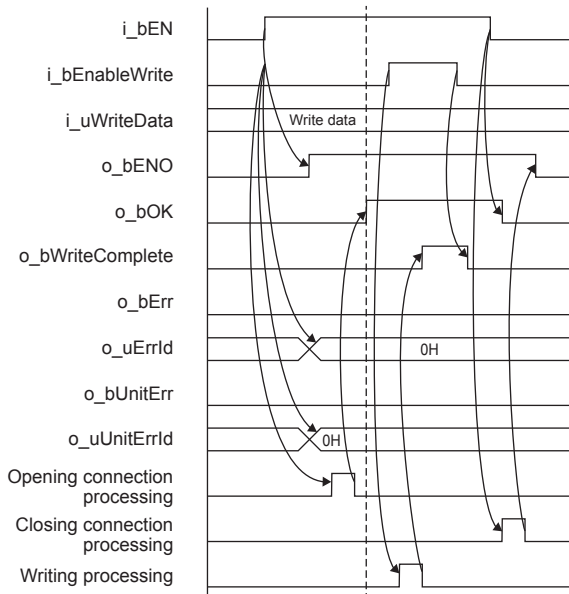 i_bEN
i_bEnableWrite
i_uWriteData
Write data
o_bENO
o_bOK
o_bWriteComplete
o_bErr
o_uErrId
0H
o_bUnitErr
o_uUnitErrId
0H
Opening connection
processing
Closing connection
processing
Writing processing